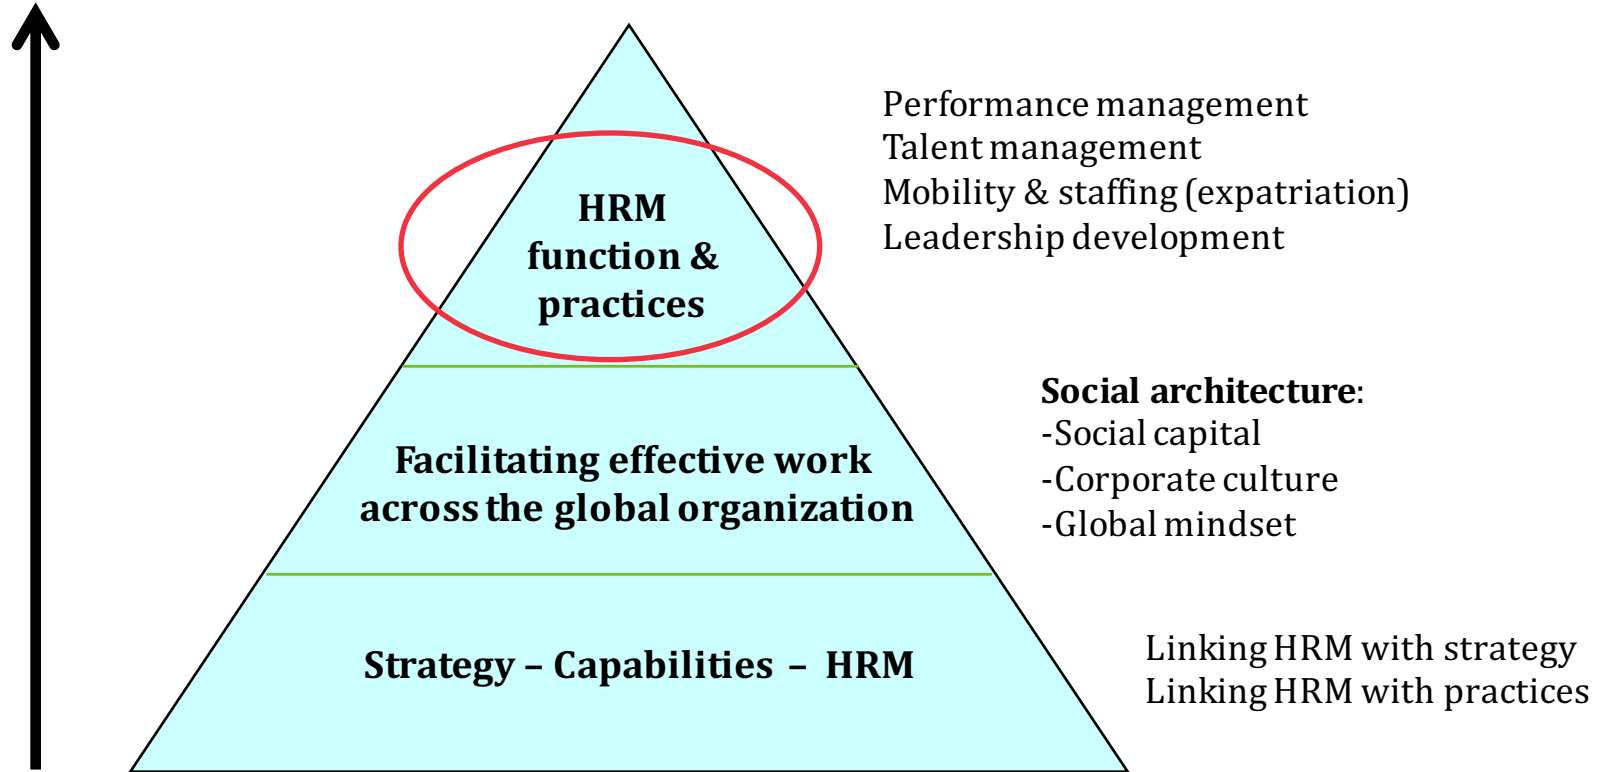 Performance management
Talent management
Mobility & staffing (expatriation)
Leadership development
HRM
function &
practices
Social architecture:
-Social capital
-Corporate culture
-Global mindset
Facilitating effective work
across the global organization
Strategy – Capabilities – HRM
Linking HRM with strategy
Linking HRM with practices